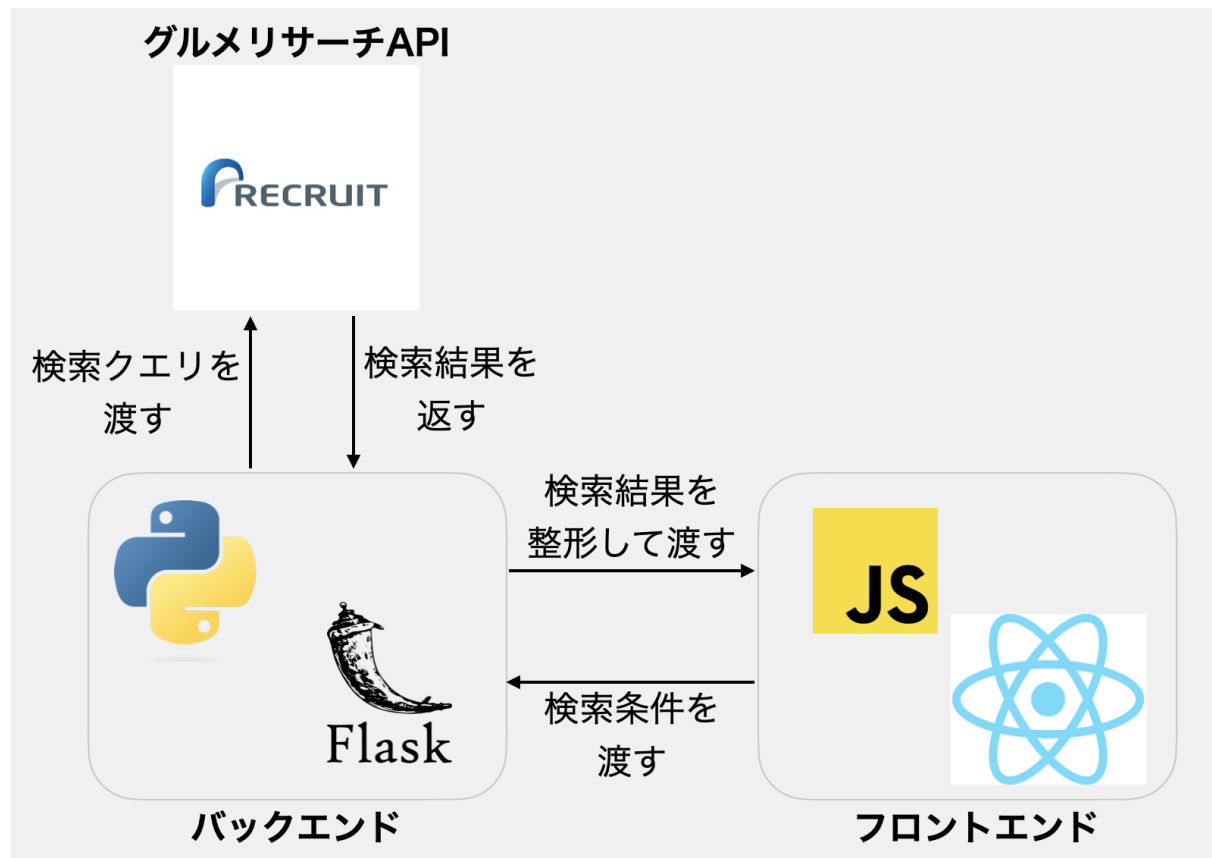 グルメリサーチAPI
RECRUIT
検索クエリを
渡す
検索結果を
返す
検索結果を
整形して渡す
JS
Flask
検索条件を
渡す
バックエンド
フロントエンド